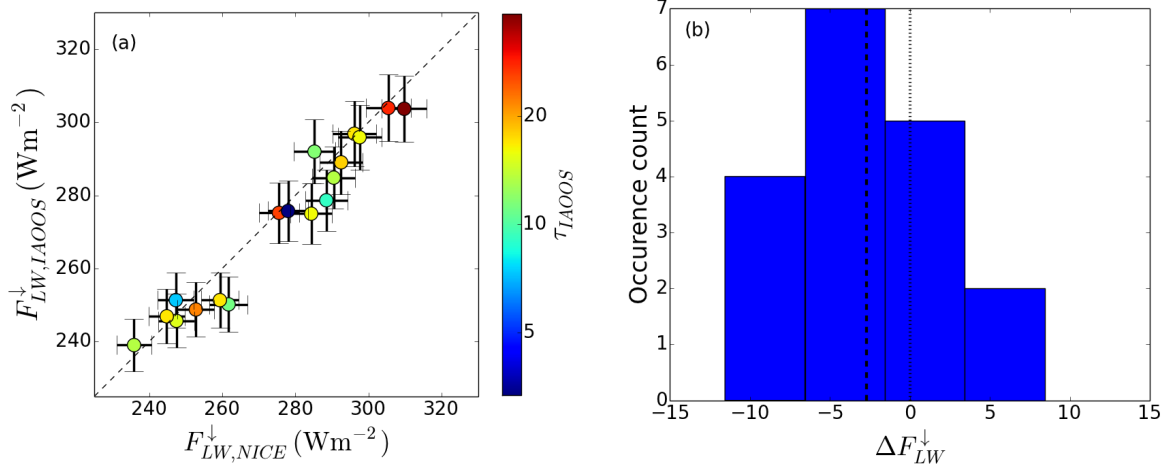 (a)
320
300
280
260
240
F↓LW,IAOOS (Wm−2)
240 260 280 300 320
F↓LW,NICE (Wm−2)
20
10
5
τIAOOS
(b)
7
6
5
4
3
2
1
0
Occurence count
−15 −10 −5 0 5 10 15
ΔF↓LW